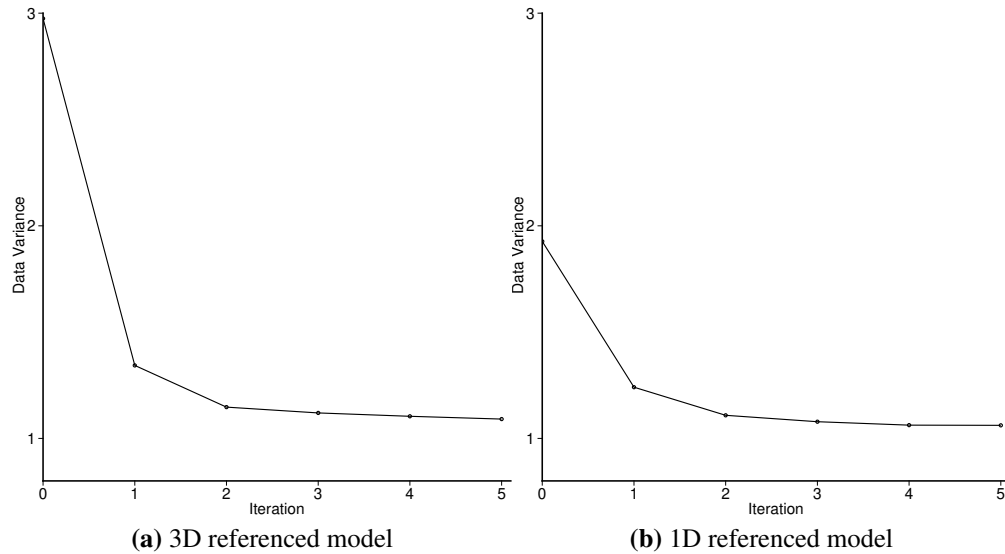 3
2
1
Data Variance
0 1 2 3 4 5
Iteration
(a) 3D referenced model
3
2
1
Data Variance
0 1 2 3 4 5
Iteration
(b) 1D referenced model